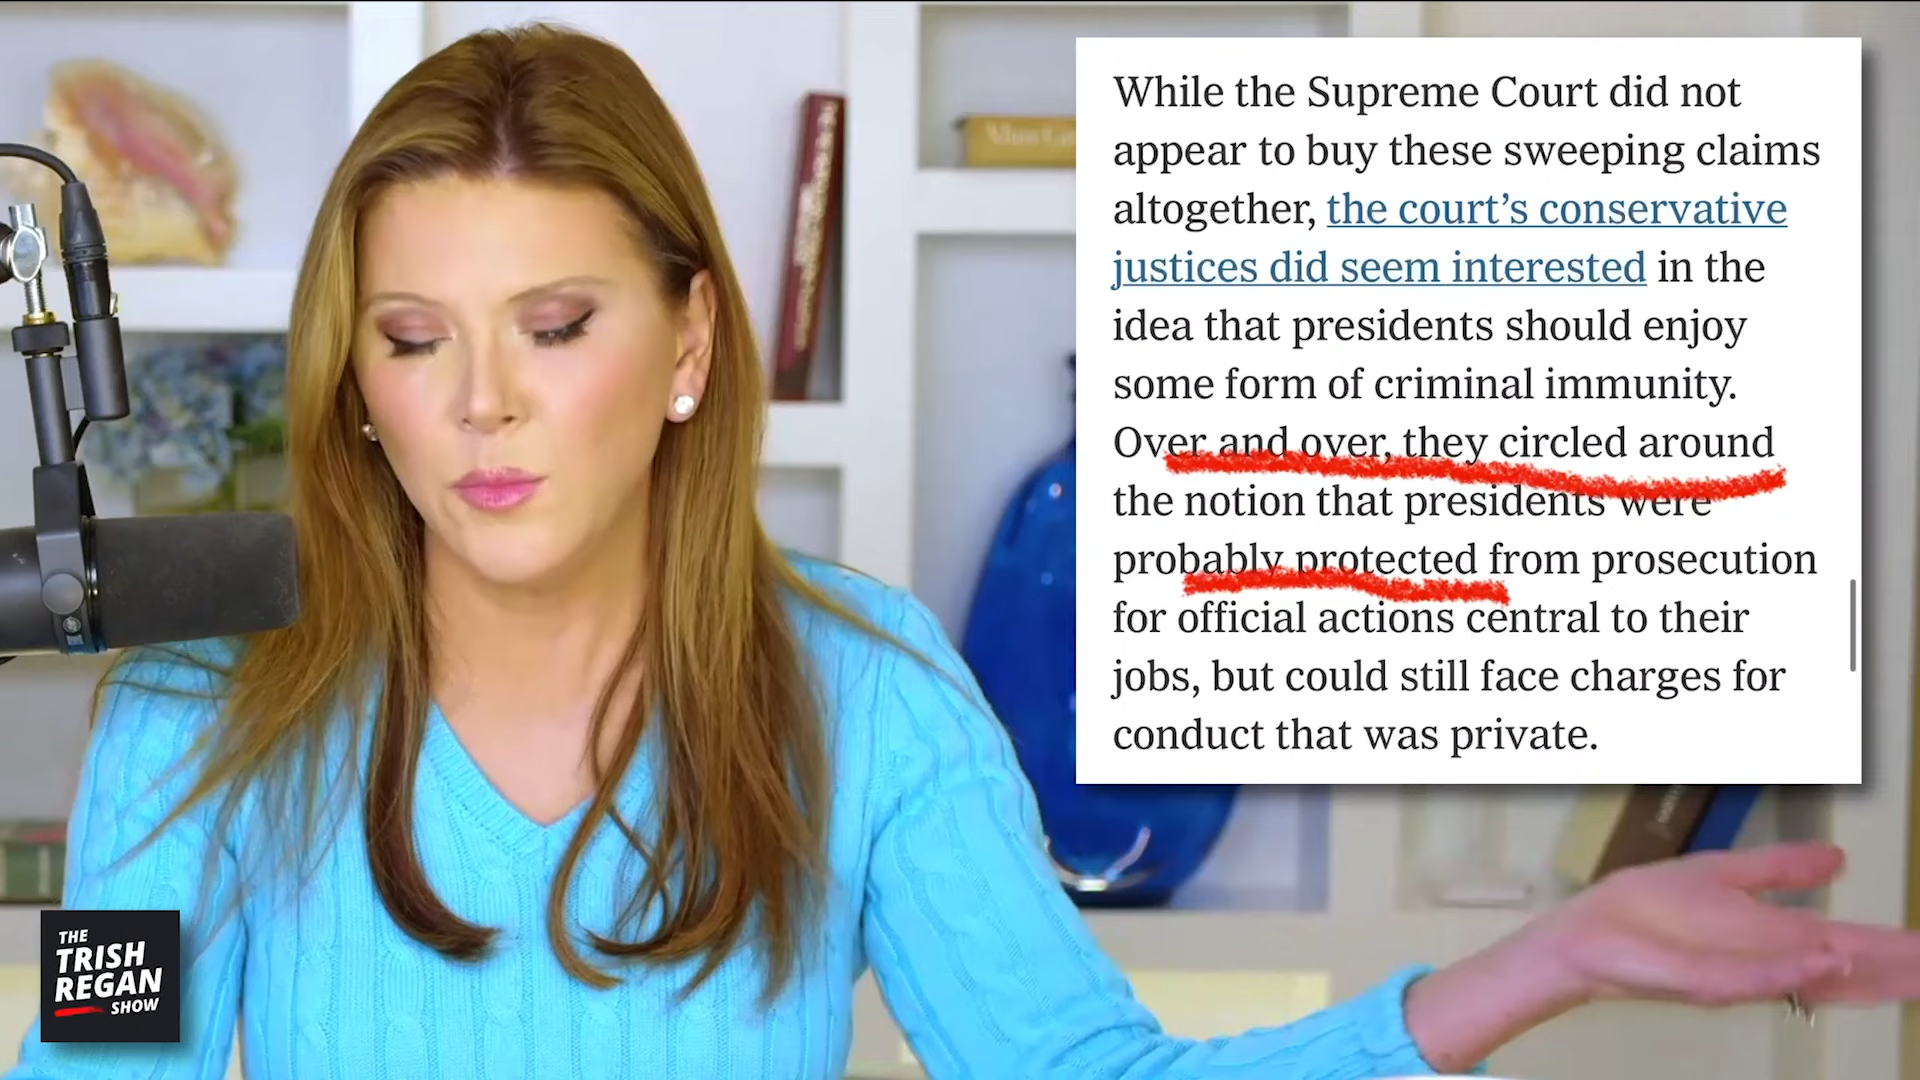 While the Supreme Court did not
appear to buy these sweeping claims
altogether, the court's conservative
justices did seem interested in the
idea that presidents should enjoy
some form of criminal immunity.
Over and over, they circled around
the notion that presidents were
probably protected from prosecution
for official actions central to their
jobs, but could still face charges for
conduct that was private.
THE
TRISH
REGAN
SHOW